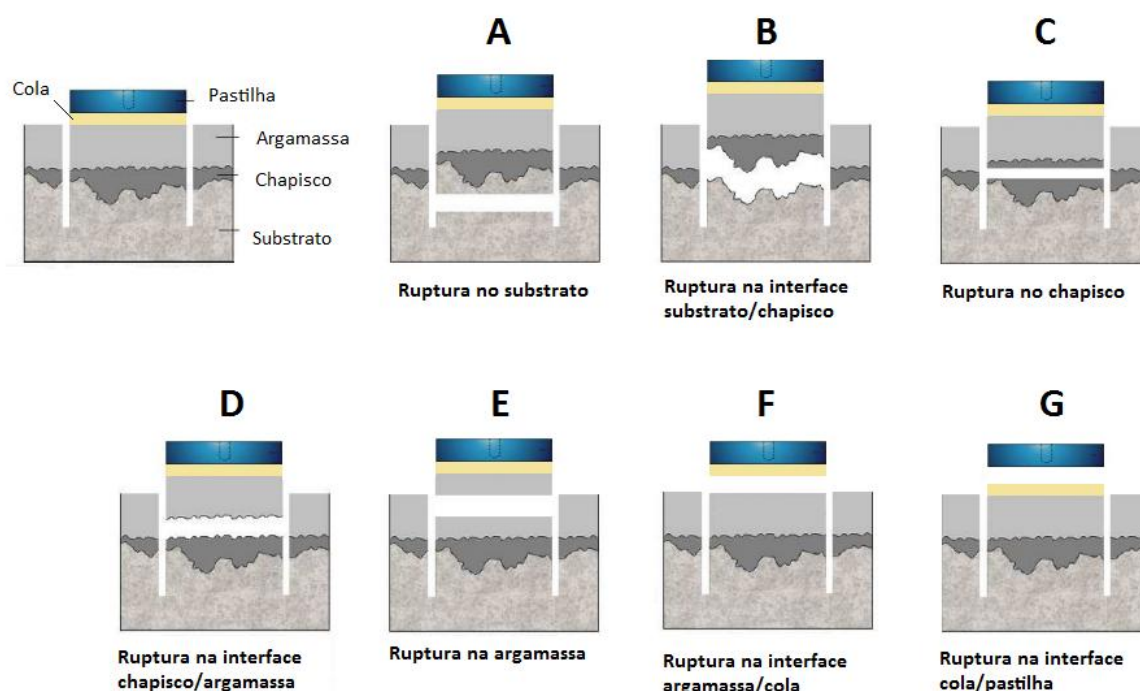 A
B
C
Cola
Pastilha
Argamassa
Chapisco
Substrato
Ruptura no substrato
Ruptura na interface
substrato/chapisco
Ruptura no chapisco
D
E
F
G
Ruptura na interface
chapisco/argamassa
Ruptura na argamassa
Ruptura na interface
argamassa/cola
Ruptura na interface
cola/pastilha